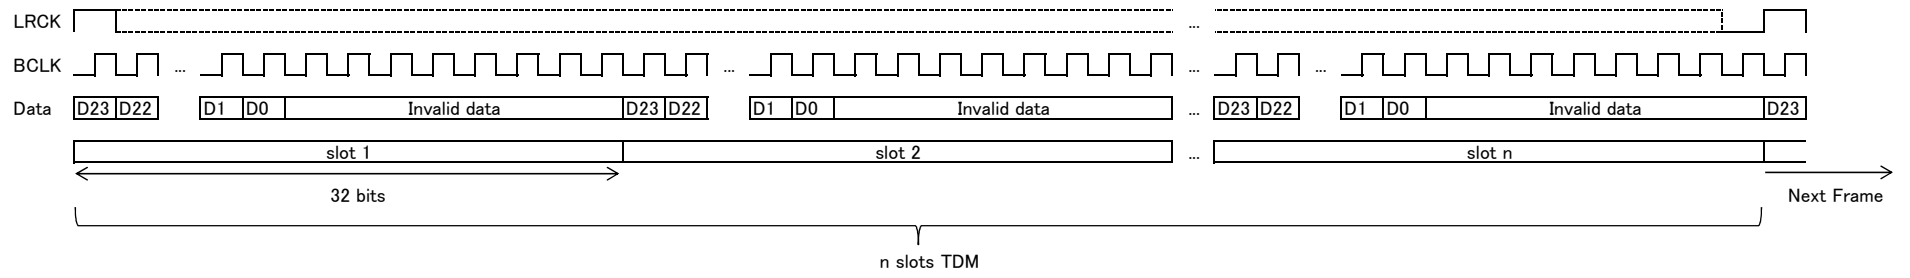 LRCK ...
BCLK ... ... ... ...
Data D23 D22 D1 D0 Invalid data D23 D22 D1 D0 Invalid data ... D23 D22 D1 D0 Invalid data D23
slot 1 slot 2 ... slot n
32 bits Next Frame
n slots TDM